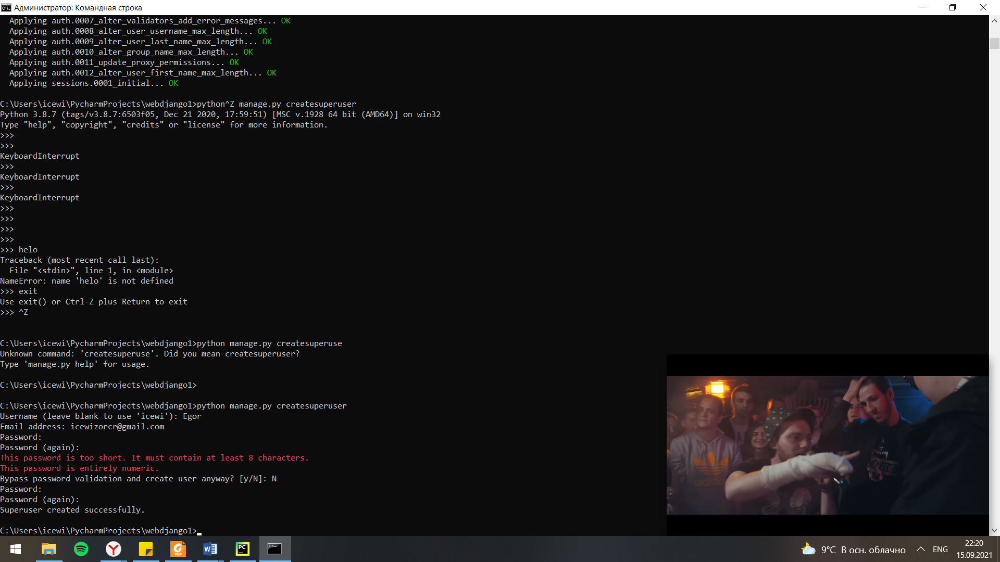 Администратор: Командная строка
Applying auth.0007_alter_validators_add_error_messages... OK
Applying auth.0008_alter_user_username_max_length... OK
Applying auth.0009_alter_user_last_name_max_length... OK
Applying auth.0010_alter_group_name_max_length... OK
Applying auth.0011_update_proxy_permissions... OK
Applying auth.0012_alter_user_first_name_max_length... OK
Applying sessions.0001_initial... OK
C:\Users\icewi\PycharmProjects\webdjango1>python^Z manage.py createsuperuser
Python 3.8.7 (tags/v3.8.7:6503f05, Dec 21 2020, 17:59:51) [MSC v.1928 64 bit (AMD64)] on win32
Type "help", "copyright", "credits" or "license" for more information.
>>>
>>>
KeyboardInterrupt
>>>
KeyboardInterrupt
>>>
KeyboardInterrupt
>>>
>>>
>>>
>>>
>>> helo
Traceback (most recent call last):
File "<stdin>", line 1, in <module>
NameError: name 'helo' is not defined
>>> exit
Use exit() or Ctrl-Z plus Return to exit
>>> ^Z
C:\Users\icewi\PycharmProjects\webdjango1>python manage.py createsuperuse
Unknown command: 'createsuperuse'. Did you mean createsuperuser?
Type 'manage.py help' for usage.
C:\Users\icewi\PycharmProjects\webdjango1>
C:\Users\icewi\PycharmProjects\webdjango1>python manage.py createsuperuser
Username (leave blank to use 'icewi'): Egor
Email address: icewizorcr@gmail.com
Password:
Password (again):
This password is too short. It must contain at least 8 characters.
This password is entirely numeric.
Bypass password validation and create user anyway? [y/N]: N
Password:
Password (again):
Superuser created successfully.
C:\Users\icewi\PycharmProjects\webdjango1>
adidas
9°C В осн. облачно
ENG
22:20
15.09.2021